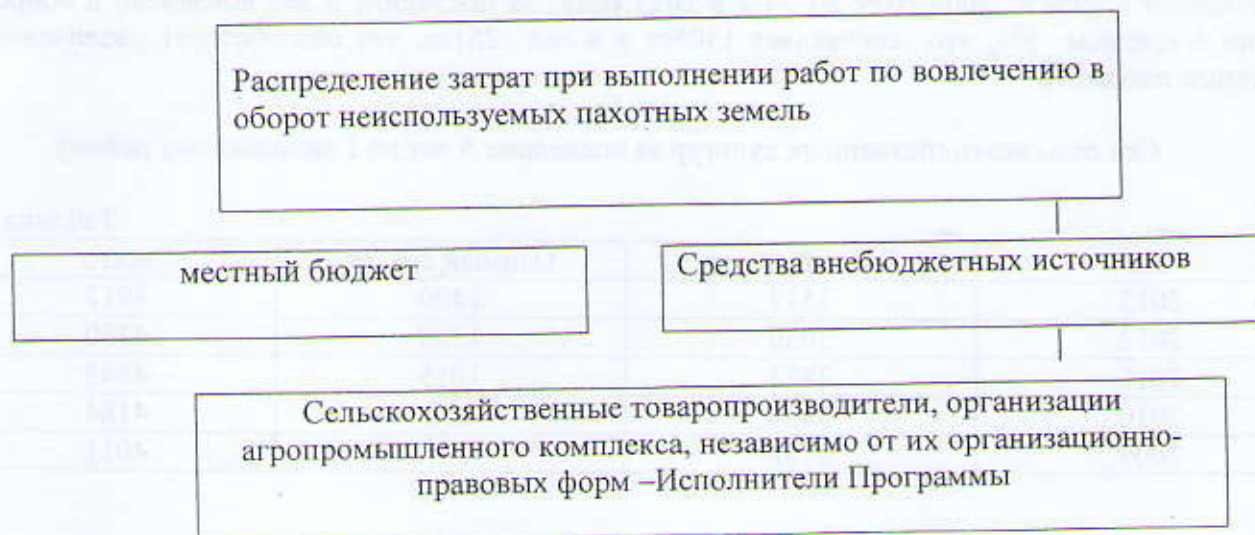 Распределение затрат при выполнении работ по вовлечению в
оборот неиспользуемых пахотных земель
местный бюджет
Средства внебюджетных источников
Сельскохозяйственные товаропроизводители, организации
агропромышленного комплекса, независимо от их организационно-
правовых форм –Исполнители Программы